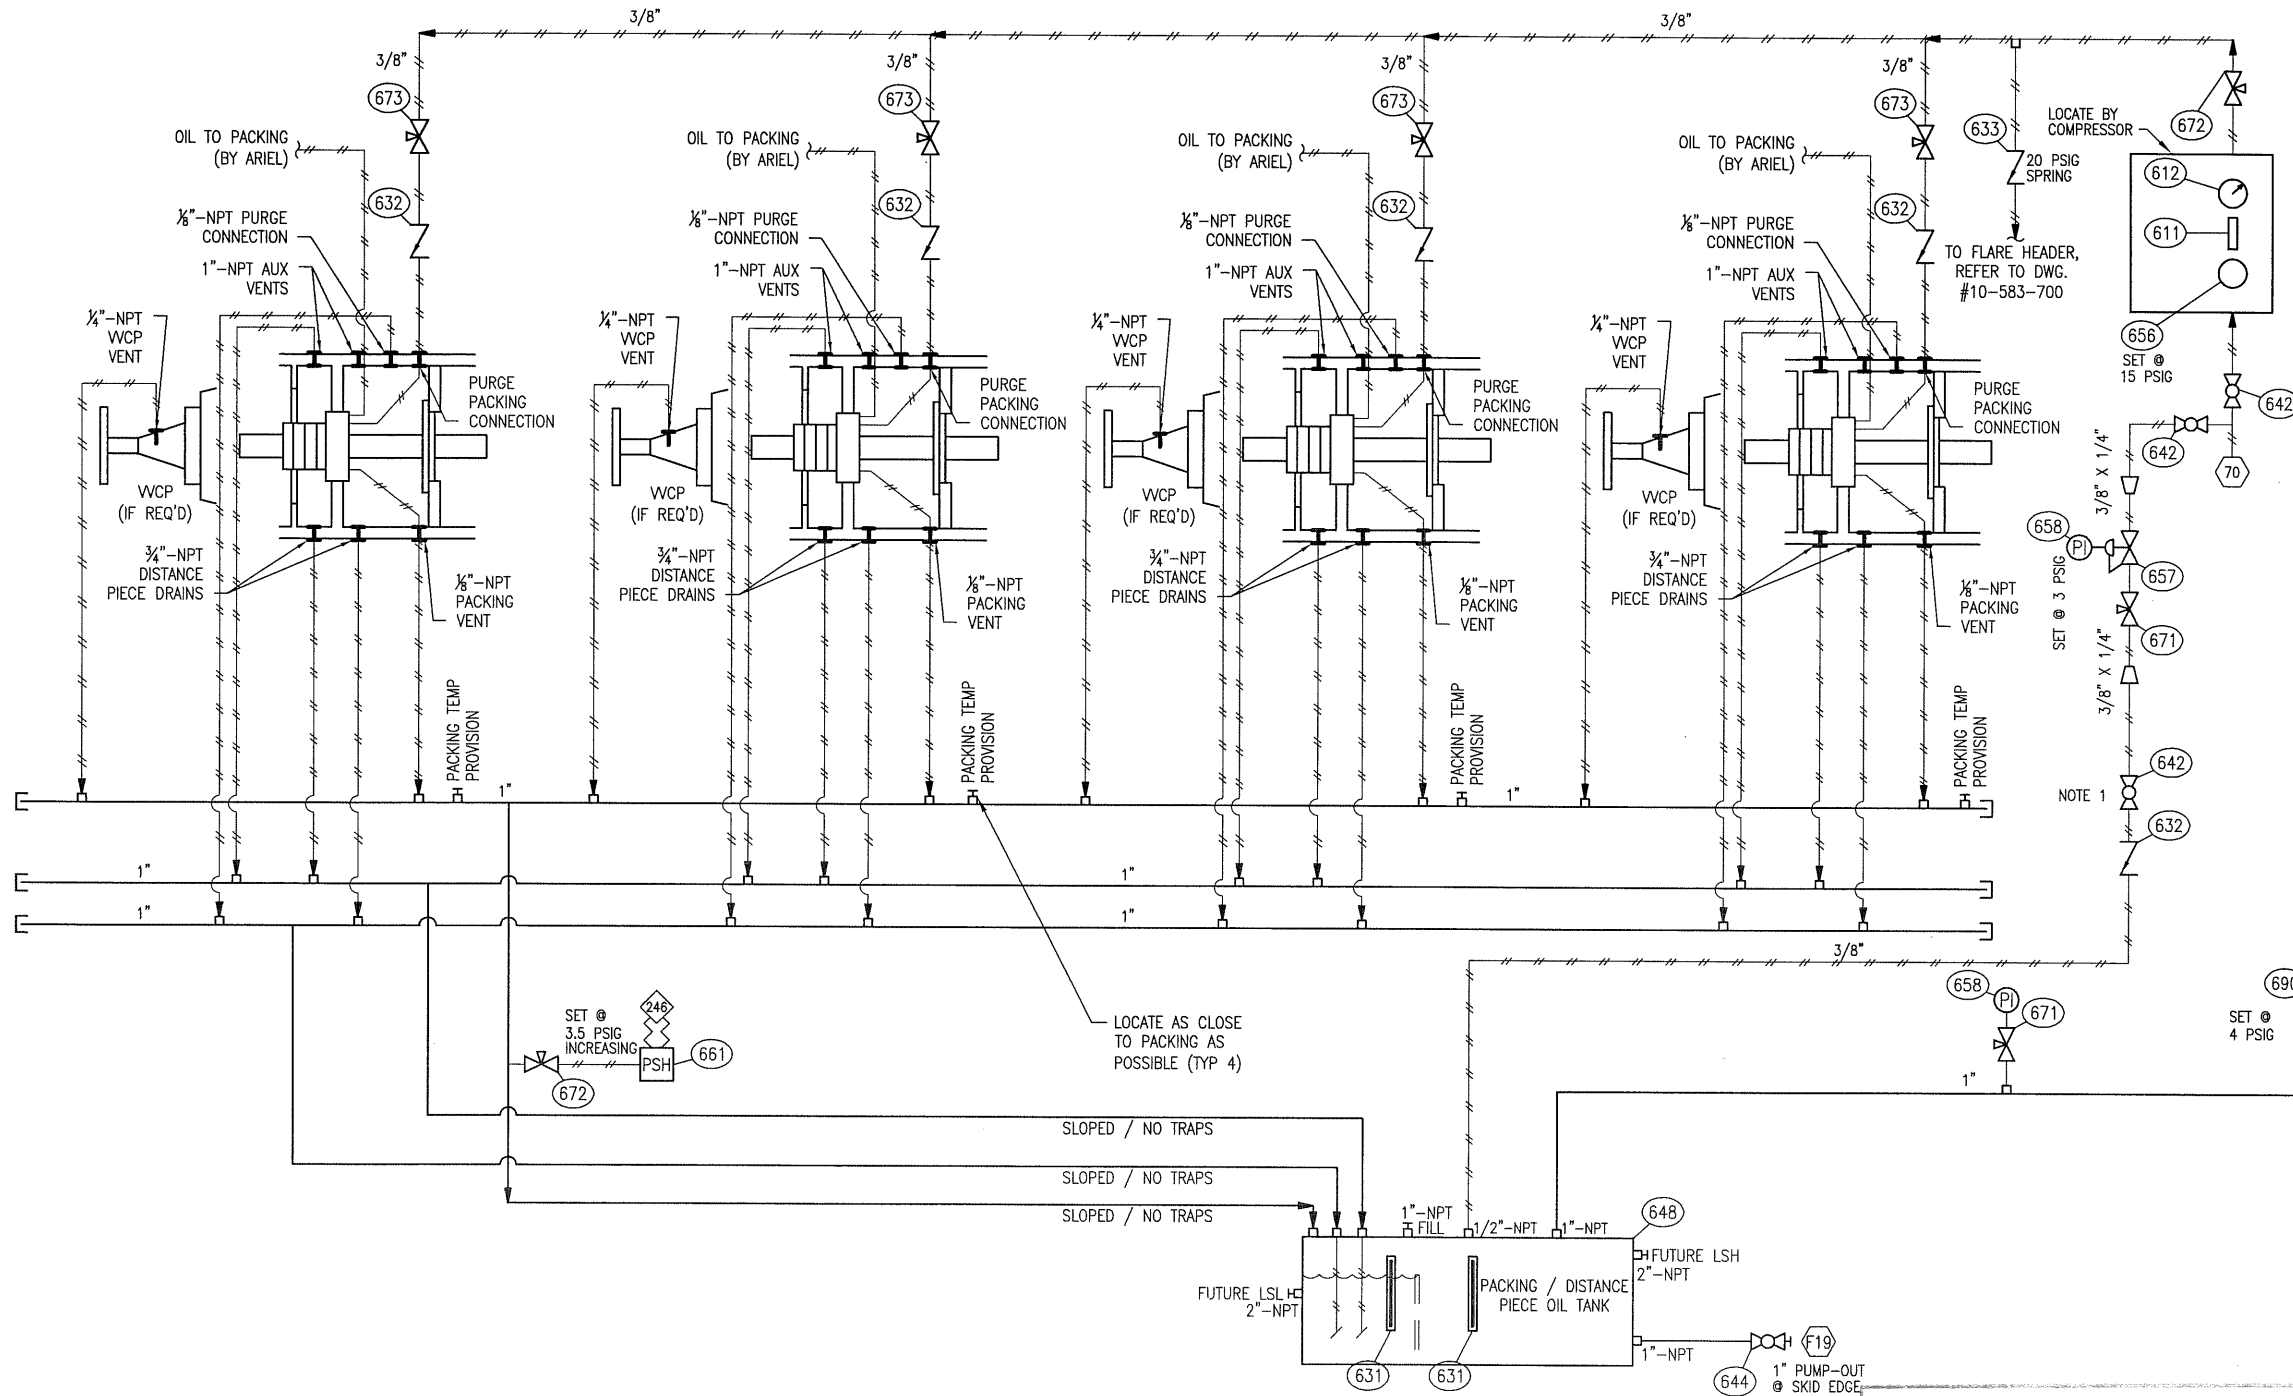 3/8"
3/8"
3/8"
3/8"
3/8"
3/8"
673
673
673
673
672
LOCATE BY
COMPRESSOR
OIL TO PACKING
(BY ARIEL)
OIL TO PACKING
(BY ARIEL)
OIL TO PACKING
(BY ARIEL)
OIL TO PACKING
(BY ARIEL)
633
20 PSIG
SPRING
612
611
656
SET @
15 PSIG
632
632
632
632
⅛"-NPT PURGE
CONNECTION
⅛"-NPT PURGE
CONNECTION
⅛"-NPT PURGE
CONNECTION
⅛"-NPT PURGE
CONNECTION
TO FLARE HEADER,
REFER TO DWG.
#10-583-700
1"-NPT AUX
VENTS
1"-NPT AUX
VENTS
1"-NPT AUX
VENTS
1"-NPT AUX
VENTS
¼"-NPT
VVCP
VENT
¼"-NPT
VVCP
VENT
¼"-NPT
VVCP
VENT
¼"-NPT
VVCP
VENT
PURGE
PACKING
CONNECTION
PURGE
PACKING
CONNECTION
PURGE
PACKING
CONNECTION
PURGE
PACKING
CONNECTION
642
642
70
3/8" X 1/4"
VVCP
(IF REQ'D)
VVCP
(IF REQ'D)
VVCP
(IF REQ'D)
VVCP
(IF REQ'D)
658
PI
657
SET @ 3 PSIG
671
3/8" X 1/4"
¾"-NPT
DISTANCE
PIECE DRAINS
¾"-NPT
DISTANCE
PIECE DRAINS
¾"-NPT
DISTANCE
PIECE DRAINS
¾"-NPT
DISTANCE
PIECE DRAINS
⅛"-NPT
PACKING
VENT
⅛"-NPT
PACKING
VENT
⅛"-NPT
PACKING
VENT
⅛"-NPT
PACKING
VENT
PACKING TEMP
PROVISION
PACKING TEMP
PROVISION
PACKING TEMP
PROVISION
PACKING TEMP
PROVISION
642
NOTE 1
632
1"
1"
1"
1"
1"
1"
3/8"
658
PI
671
690
SET @
4 PSIG
1"
SET @
3.5 PSIG
INCREASING
246
PSH
661
672
LOCATE AS CLOSE
TO PACKING AS
POSSIBLE (TYP 4)
SLOPED / NO TRAPS
SLOPED / NO TRAPS
SLOPED / NO TRAPS
1"-NPT
FILL
1/2"-NPT
1"-NPT
648
FUTURE LSH
2"-NPT
FUTURE LSL
2"-NPT
PACKING / DISTANCE
PIECE OIL TANK
631
631
1"-NPT
F19
644
1" PUMP-OUT
@ SKID EDGE